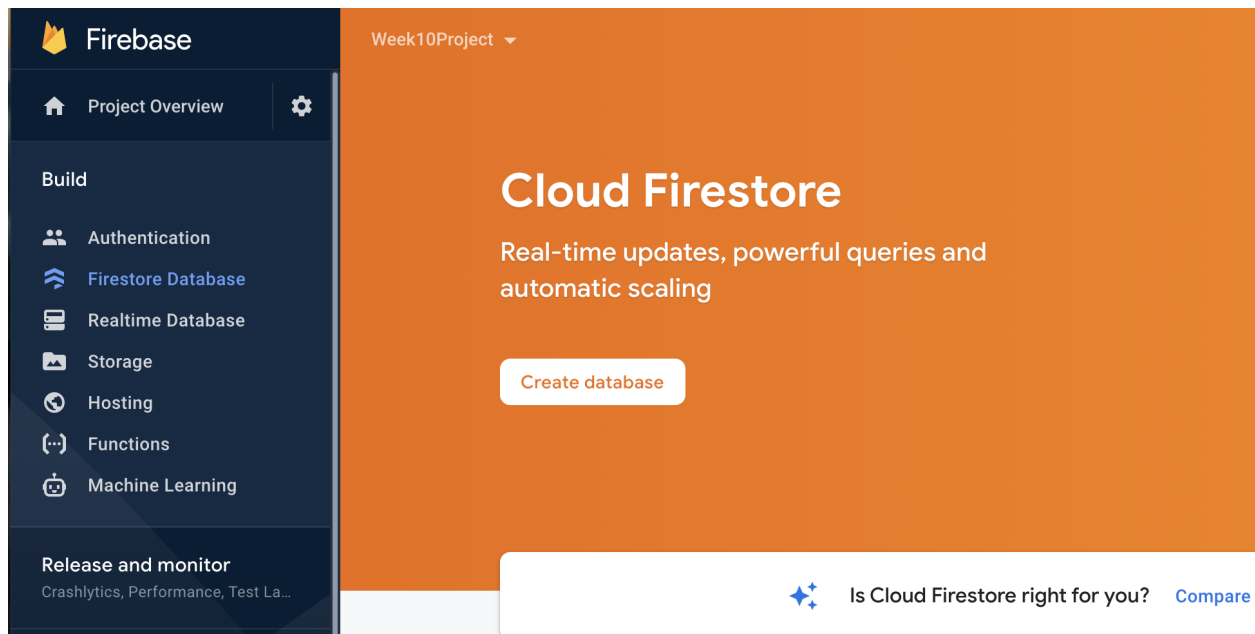 Firebase
Project Overview
Build
Authentication
Firestore Database
Realtime Database
Storage
Hosting
Functions
Machine Learning
Release and monitor
Crashlytics, Performance, Test La...
Week10Project
Cloud Firestore
Real-time updates, powerful queries and
automatic scaling
Create database
Is Cloud Firestore right for you? Compare